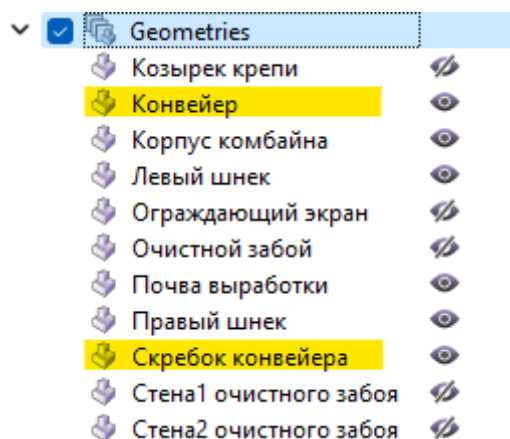 Geometries
Козырек крепи
Конвейер
Корпус комбайна
Левый шнек
Ограждающий экран
Очистной забой
Почва выработки
Правый шнек
Скребок конвейера
Стена1 очистного забоя
Стена2 очистного забоя